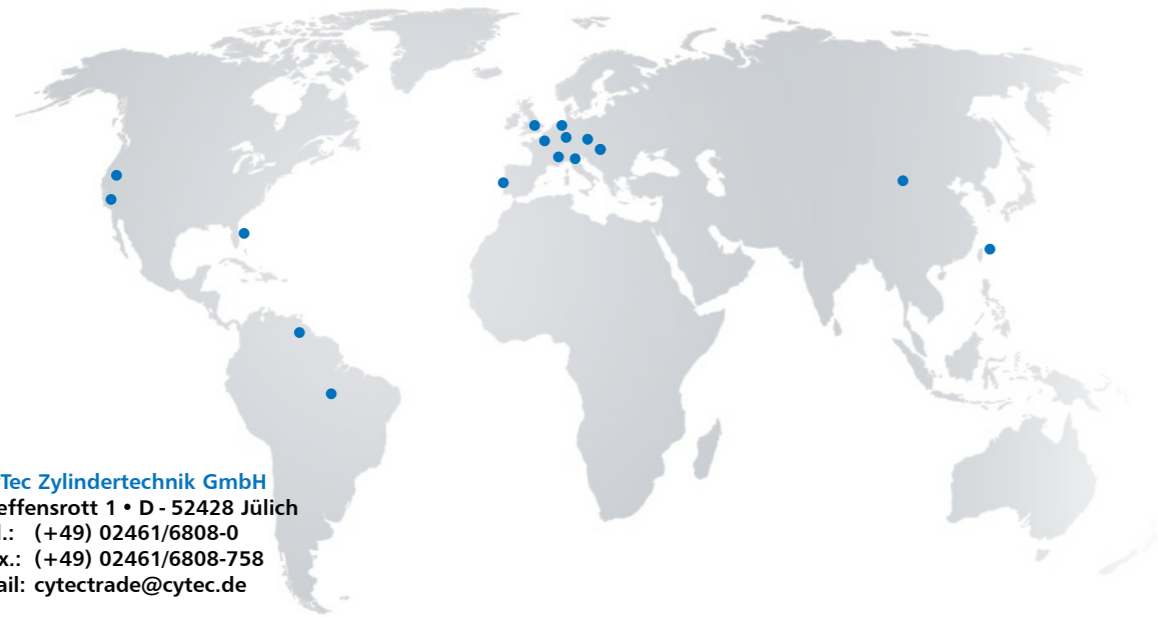 Tec Zylindertechnik GmbH
effensrott 1 • D - 52428 Jülich
l.: (+49) 02461/6808-0
x.: (+49) 02461/6808-758
ail: cytectrade@cytec.de